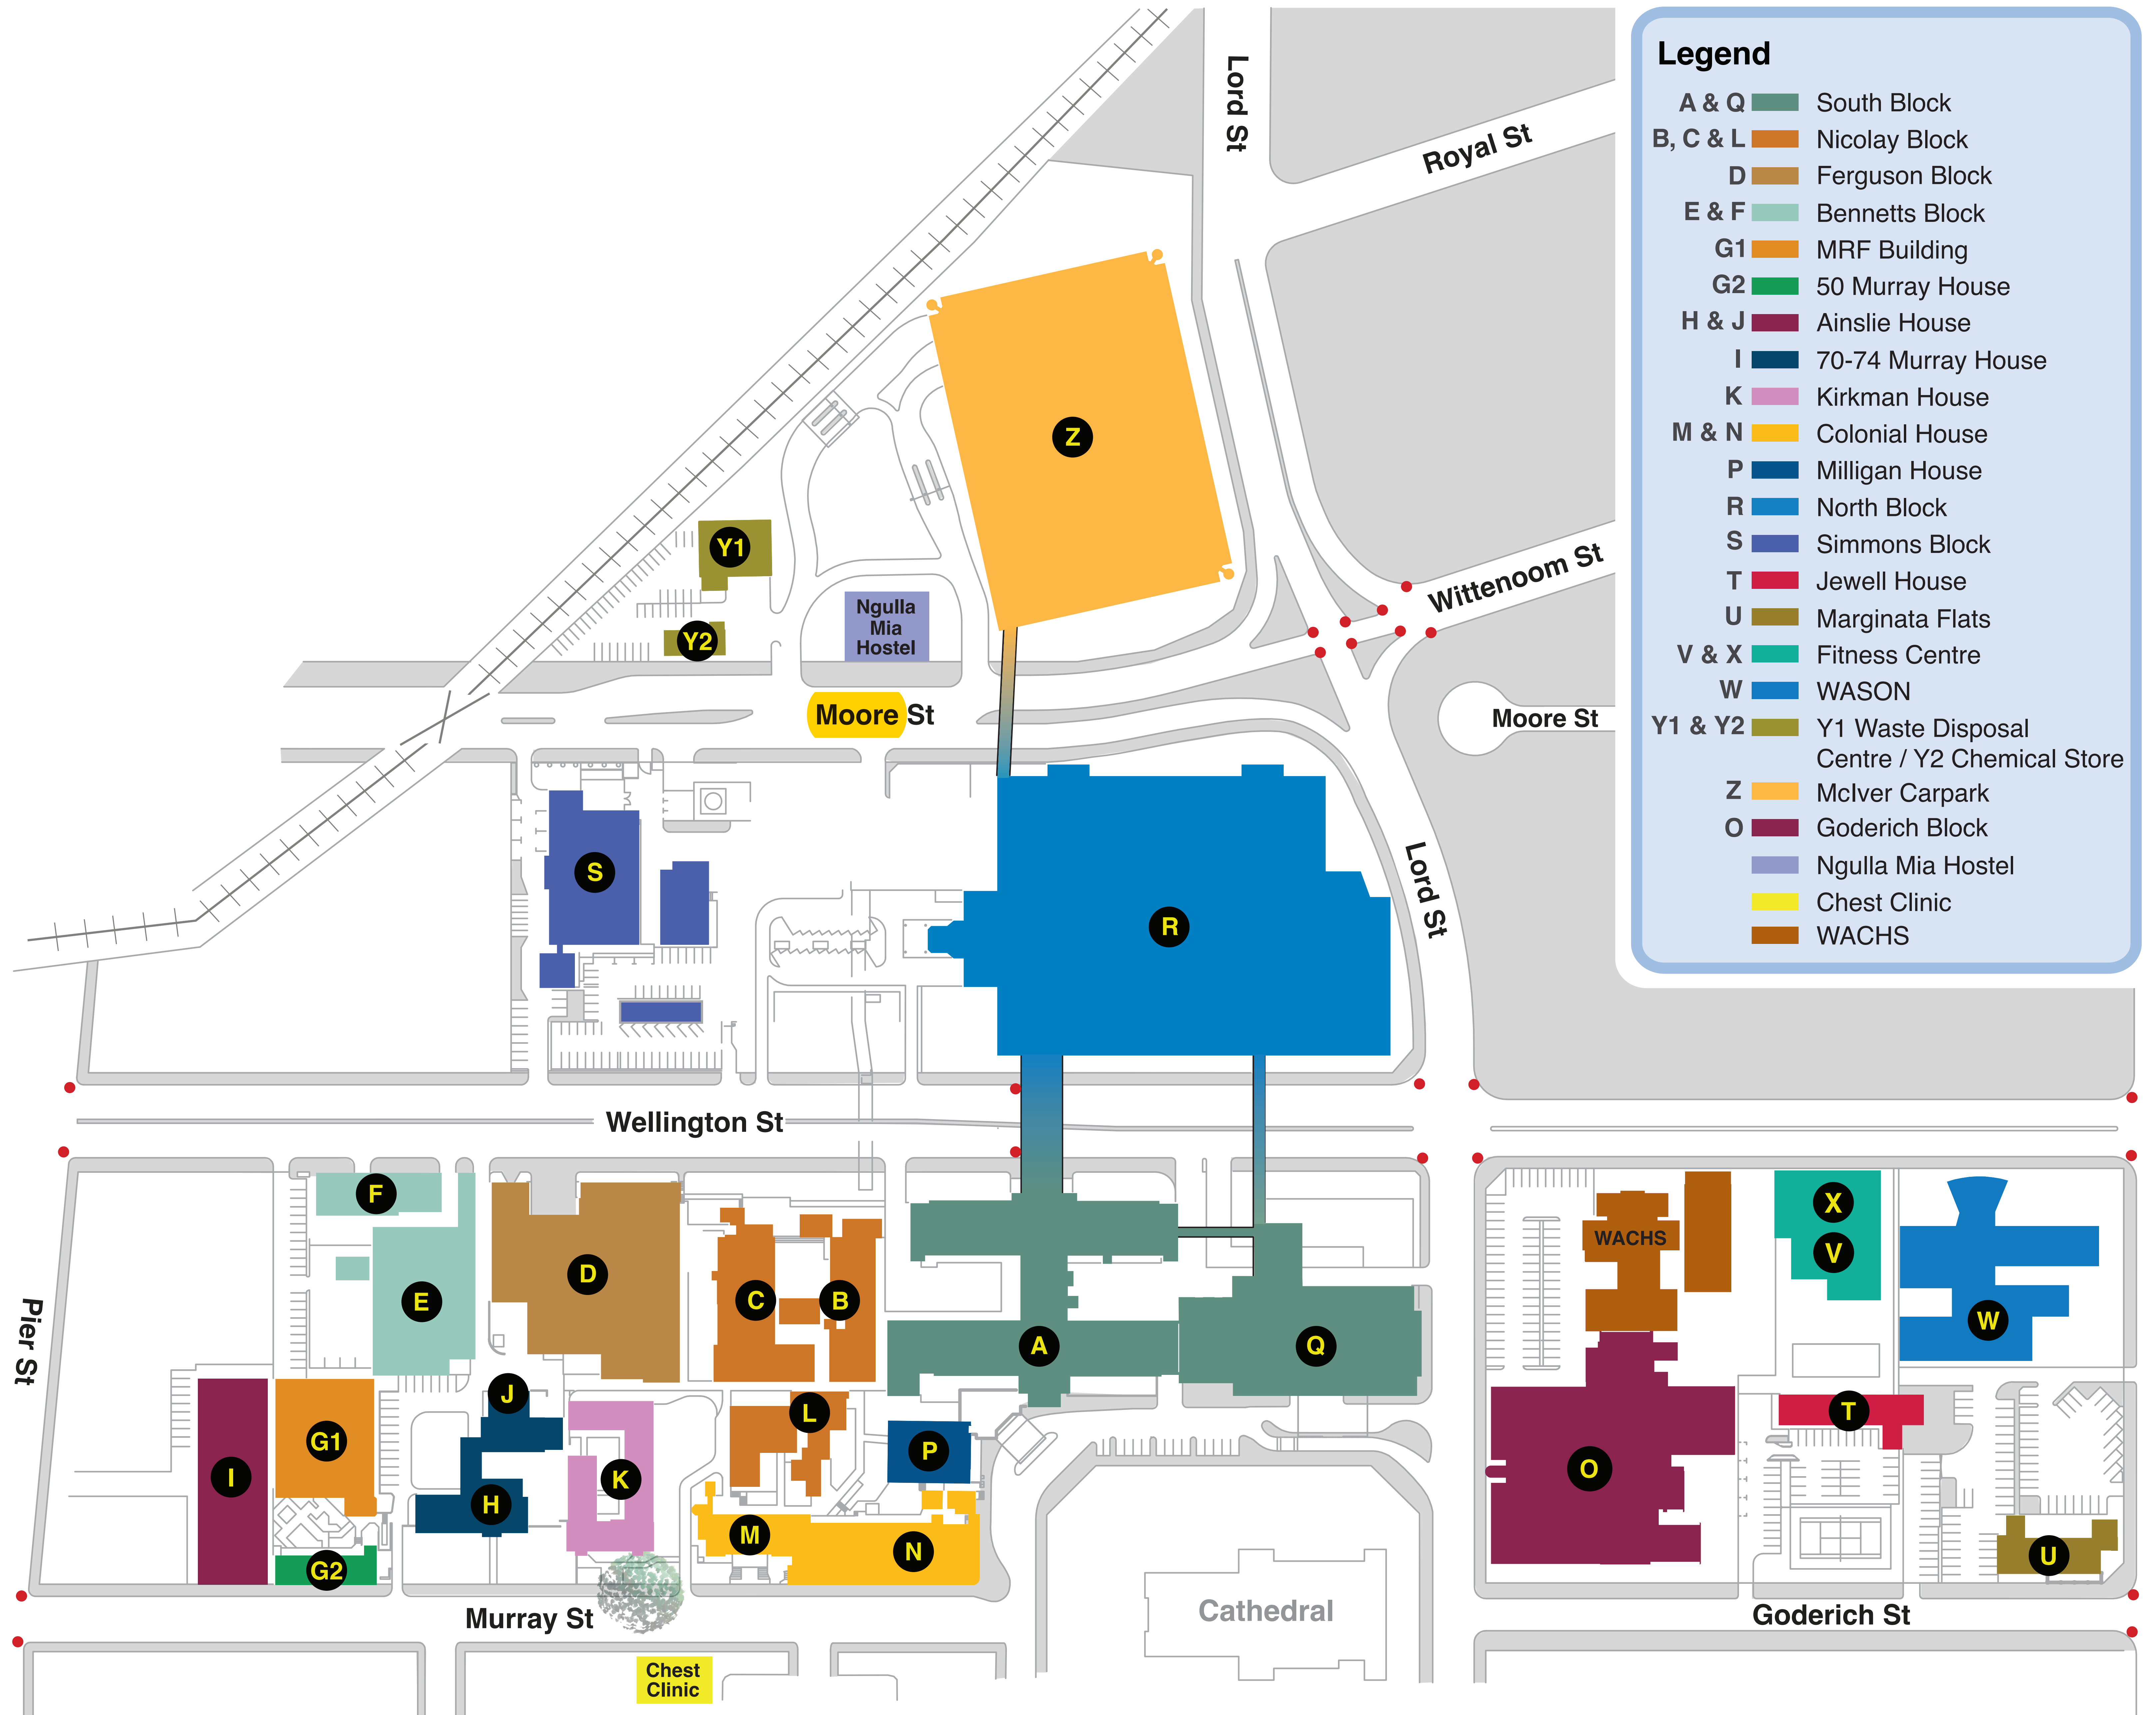 Legend
A & Q South Block
B, C & L Nicolay Block
D Ferguson Block
E & F Bennetts Block
G1 MRF Building
G2 50 Murray House
H & J Ainslie House
I 70-74 Murray House
K Kirkman House
M & N Colonial House
P Milligan House
R North Block
S Simmons Block
T Jewell House
U Marginata Flats
V & X Fitness Centre
W WASON
Y1 & Y2 Y1 Waste Disposal
Centre / Y2 Chemical Store
Z McIver Carpark
O Goderich Block
Ngulla Mia Hostel
Chest Clinic
WACHS
Lord St
Royal St
Z
Y1
Wittenoom St
Ngulla
Mia
Hostel
Y2
Moore St
Moore St
S
Lord St
R
Wellington St
F
X
WACHS
V
D
E
C
B
A
Q
W
Pier St
J
L
T
G1
P
O
I
K
H
M
N
U
G2
Murray St
Cathedral
Goderich St
Chest
Clinic